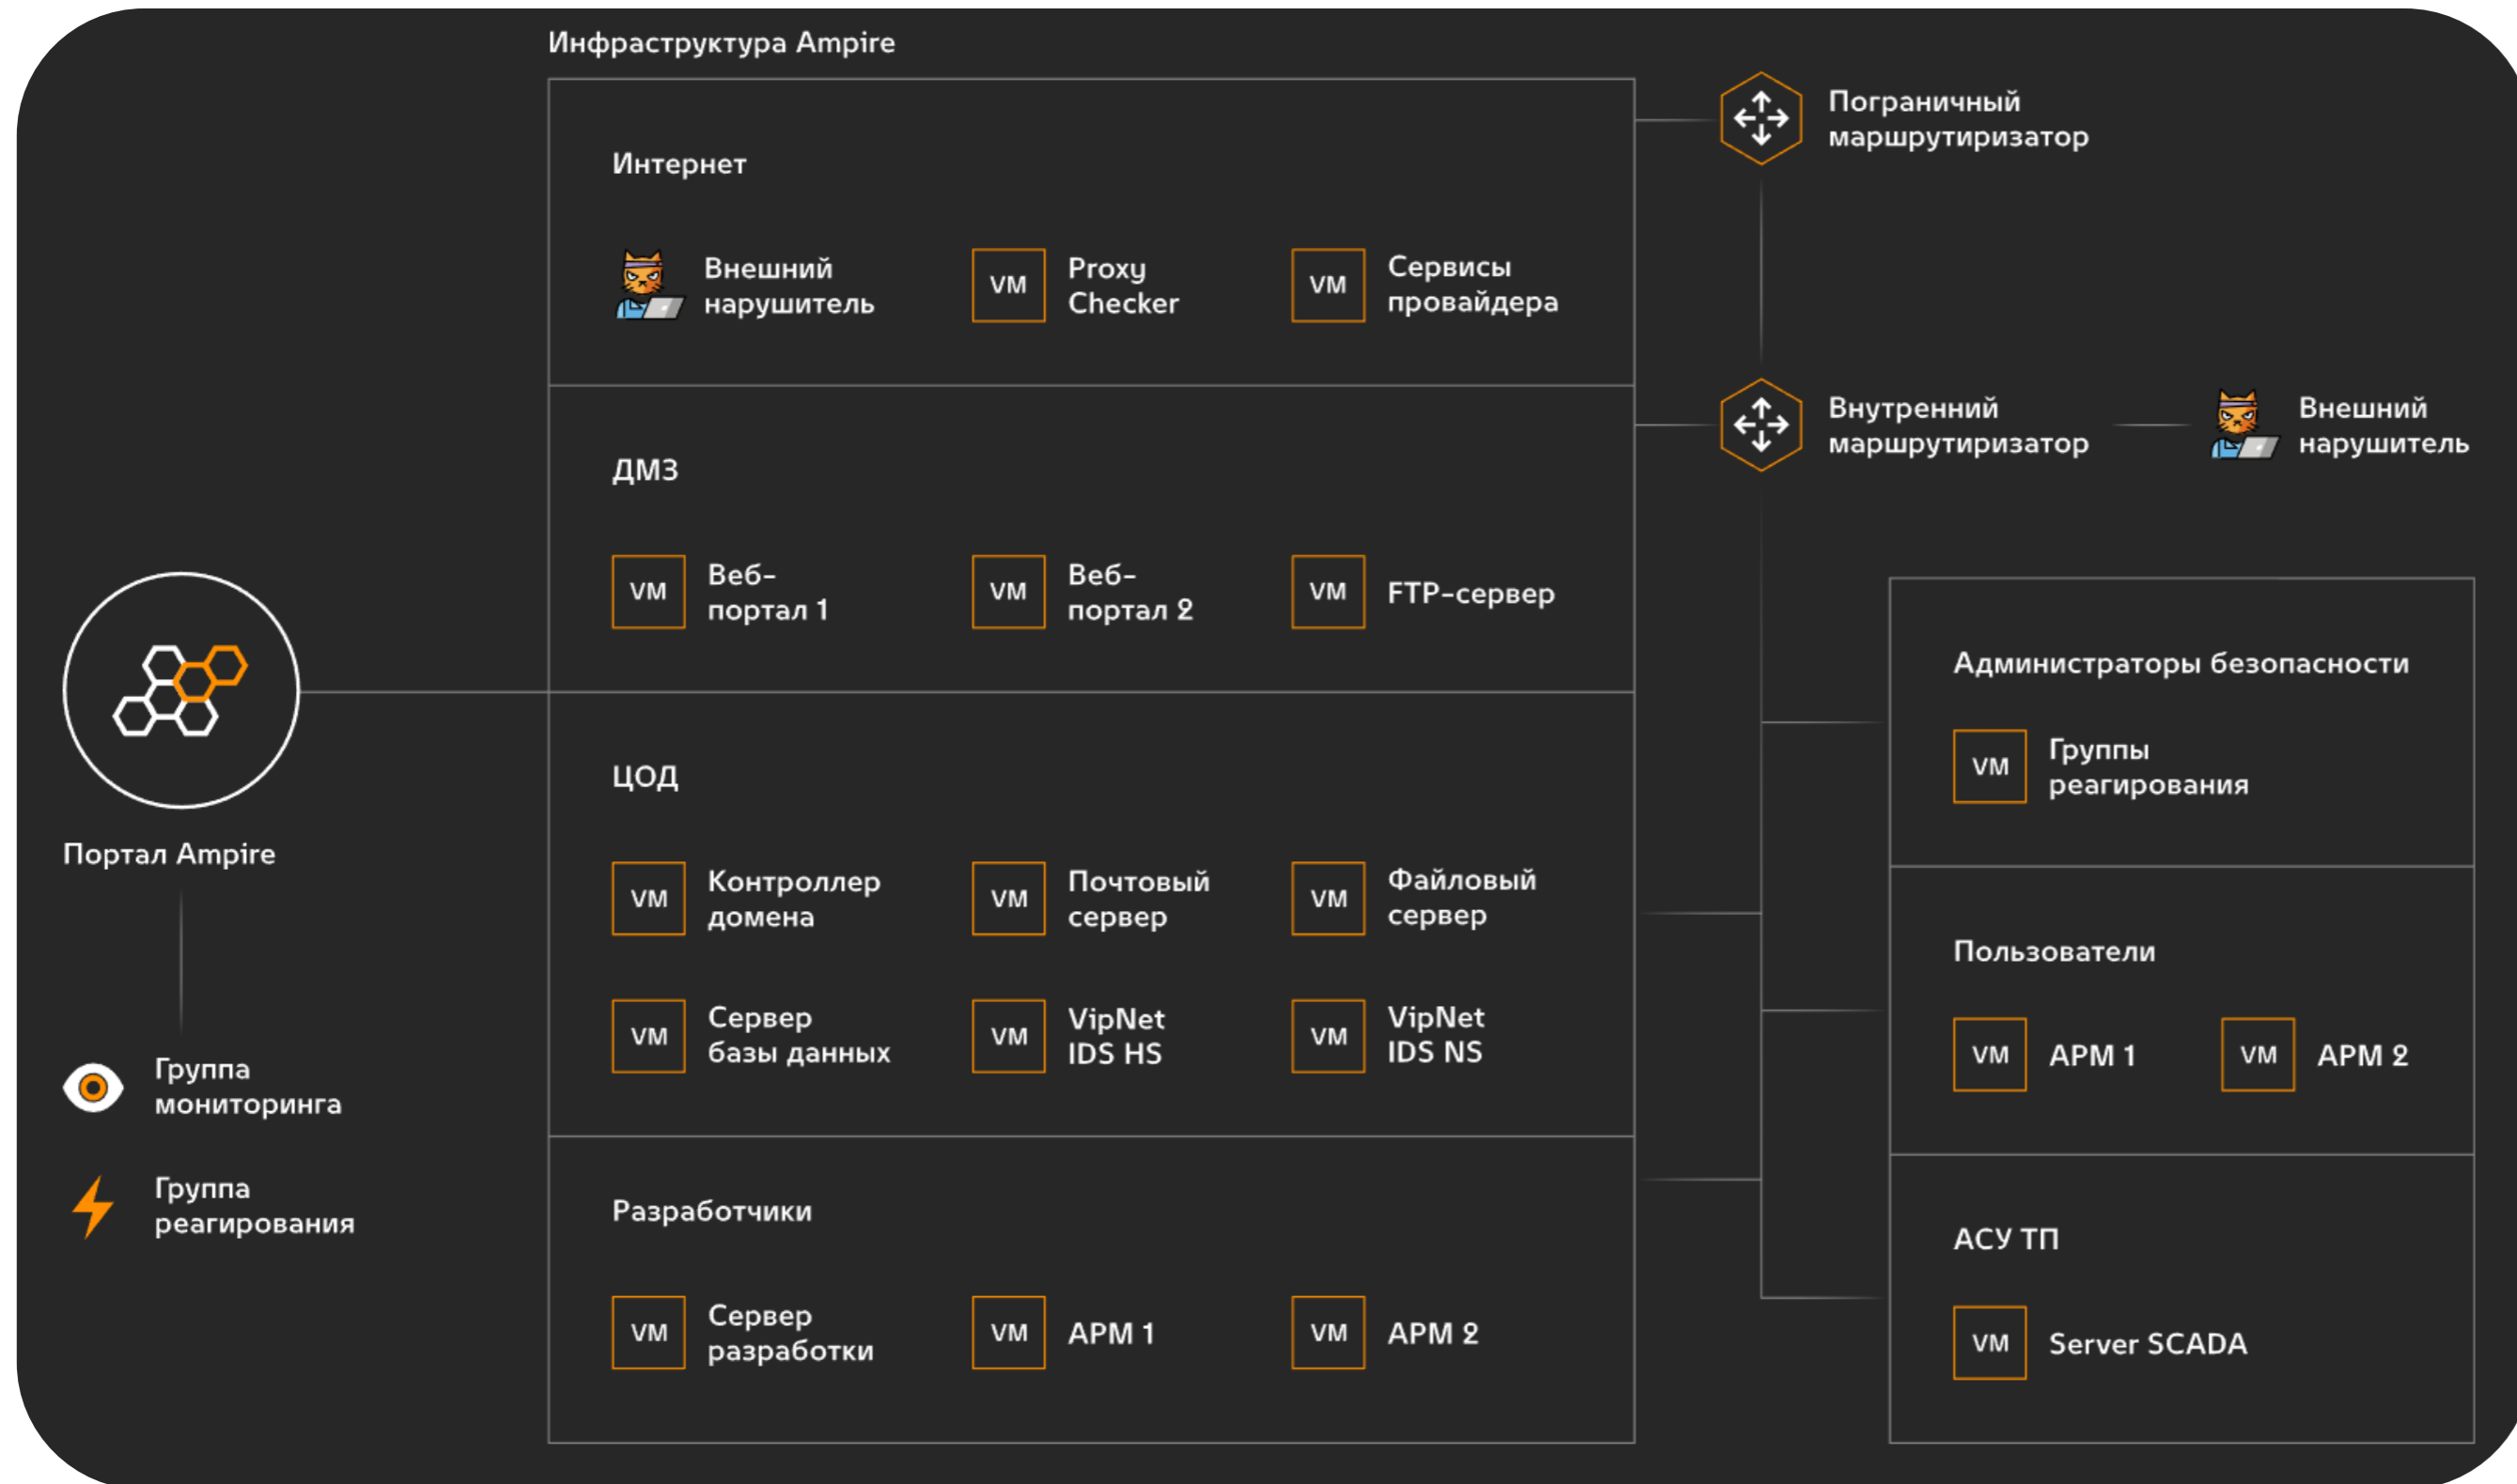 Инфраструктура Ampire
Интернет
Внешний
нарушитель
VM
Proxy
Checker
VM
Сервисы
провайдера
Пограничный
маршрутиризатор
ДМЗ
VM
Веб-
портал 1
VM
Веб-
портал 2
VM
FTP-сервер
Внутренний
маршрутиризатор
Внешний
нарушитель
Портал Ampire
Группа
мониторинга
Группа
реагирования
ЦОД
VM
Контроллер
домена
VM
Почтовый
сервер
VM
Файловый
сервер
VM
Сервер
базы данных
VM
VipNet
IDS HS
VM
VipNet
IDS NS
Разработчики
VM
Сервер
разработки
VM
АРМ 1
VM
АРМ 2
Администраторы безопасности
VM
Группы
реагирования
Пользователи
VM
АРМ 1
VM
АРМ 2
АСУ ТП
VM
Server SCADA